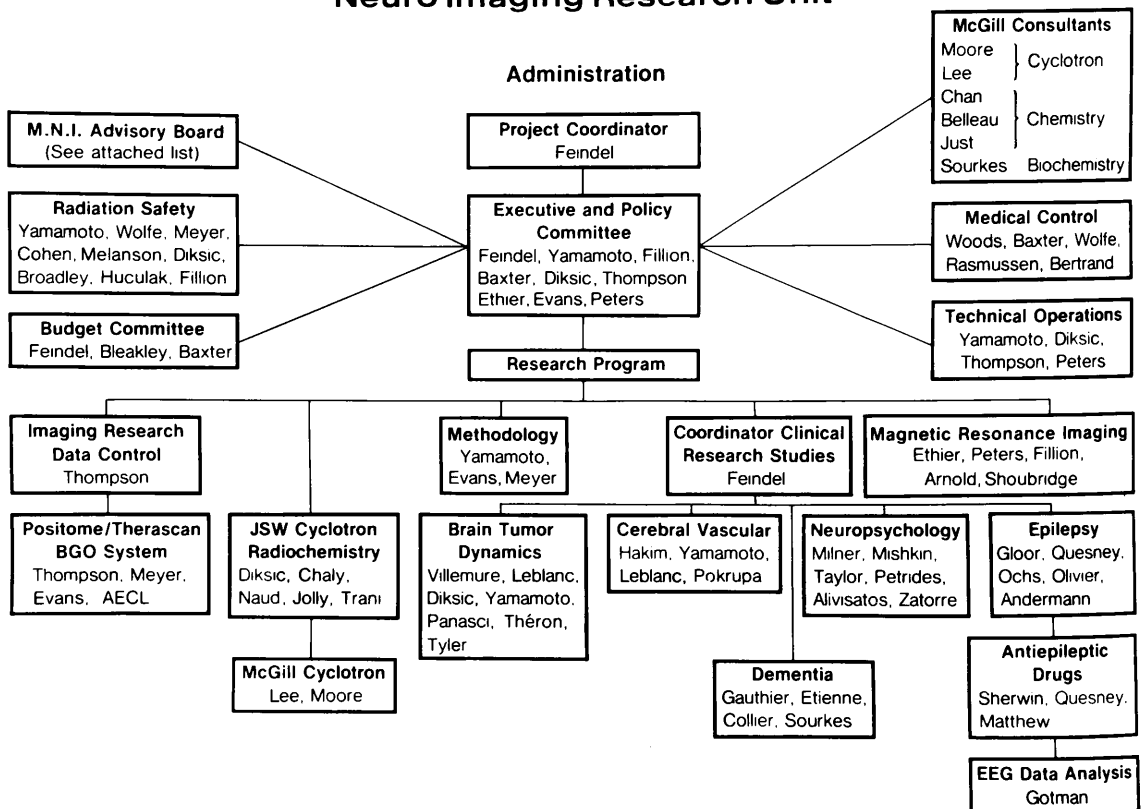 Neuro Imaging Research Unit
Administration
McGill Consultants
Moore
Lee
Cyclotron
Chan
Belleau
Just
Chemistry
Sourkes Biochemistry
M.N.I. Advisory Board
(See attached list)
Project Coordinator
Feindel
Radiation Safety
Yamamoto, Wolfe, Meyer,
Cohen, Melanson, Diksic,
Broadley, Huculak, Fillion
Executive and Policy
Committee
Feindel, Yamamoto, Fillion,
Baxter, Diksic, Thompson
Ethier, Evans, Peters
Medical Control
Woods, Baxter, Wolfe,
Rasmussen, Bertrand
Budget Committee
Feindel, Bleakley, Baxter
Technical Operations
Yamamoto, Diksic,
Thompson, Peters
Research Program
Imaging Research
Data Control
Thompson
Methodology
Yamamoto,
Evans, Meyer
Coordinator Clinical
Research Studies
Feindel
Magnetic Resonance Imaging
Ethier, Peters, Fillion,
Arnold, Shoubridge
Positome/Therascan
BGO System
Thompson, Meyer,
Evans, AECL
JSW Cyclotron
Radiochemistry
Diksic, Chaly,
Naud, Jolly, Trani
Brain Tumor
Dynamics
Villemure, Leblanc,
Diksic, Yamamoto,
Panasci, Théron,
Tyler
Cerebral Vascular
Hakim, Yamamoto,
Leblanc, Pokrupa
Neuropsychology
Milner, Mishkin,
Taylor, Petrides,
Alivisatos, Zatorre
Epilepsy
Gloor, Quesney,
Ochs, Olivier,
Andermann
McGill Cyclotron
Lee, Moore
Dementia
Gauthier, Etienne,
Collier, Sourkes
Antiepileptic
Drugs
Sherwin, Quesney,
Matthew
EEG Data Analysis
Gotman